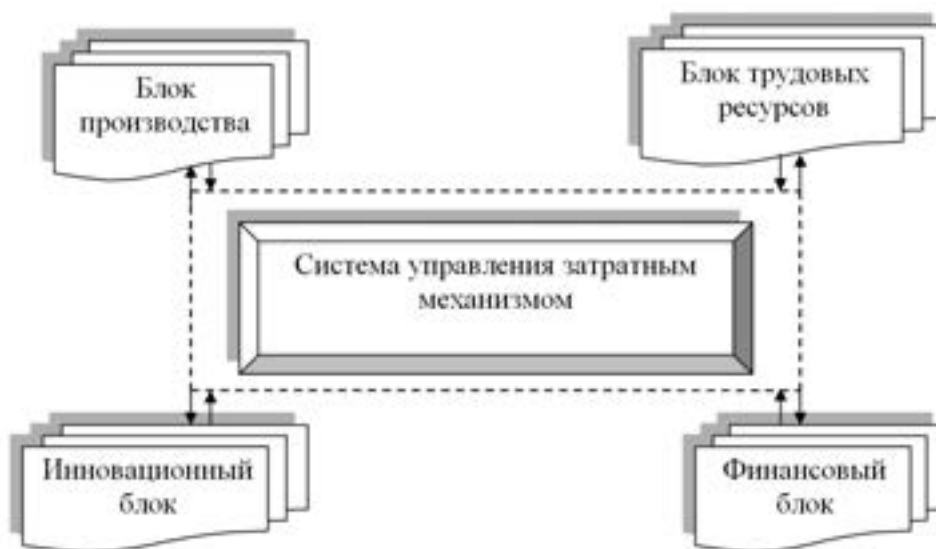 Блок
производства
Блок трудовых
ресурсов
Система управления затратным
механизмом
Инновационный
блок
Финансовый
блок